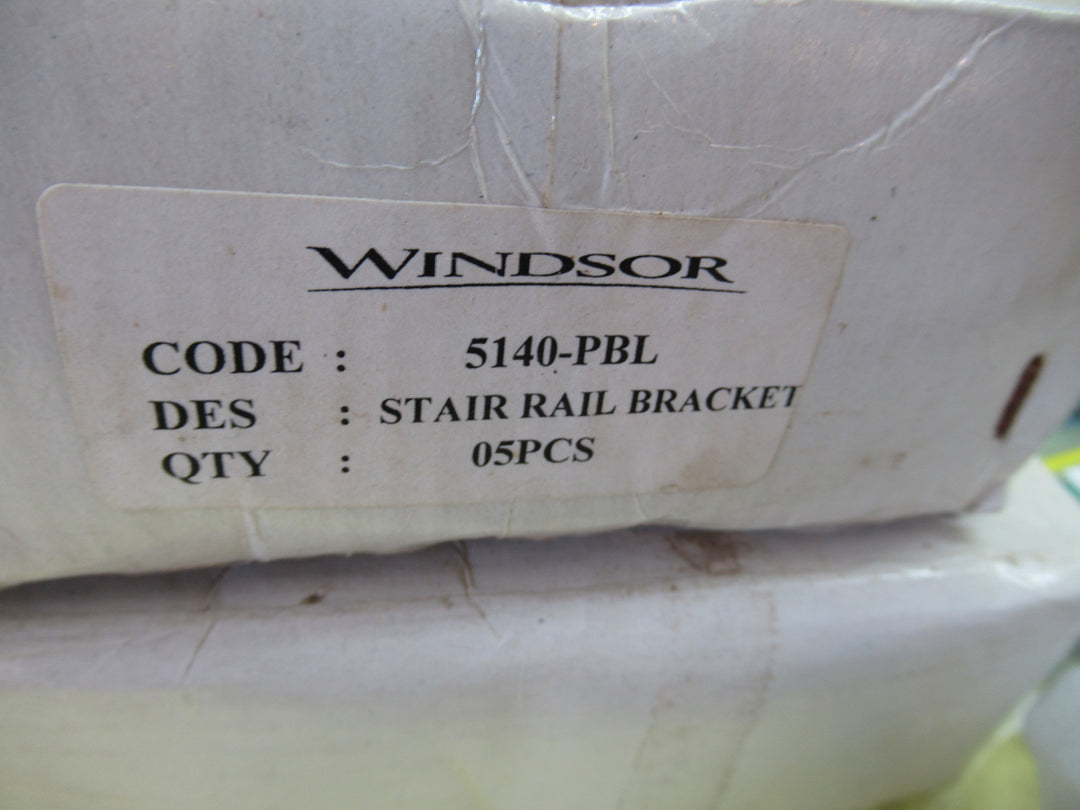 WINDSOR
CODE : 5140-PBL
DES : STAIR RAIL BRACKET
QTY : 05PCS